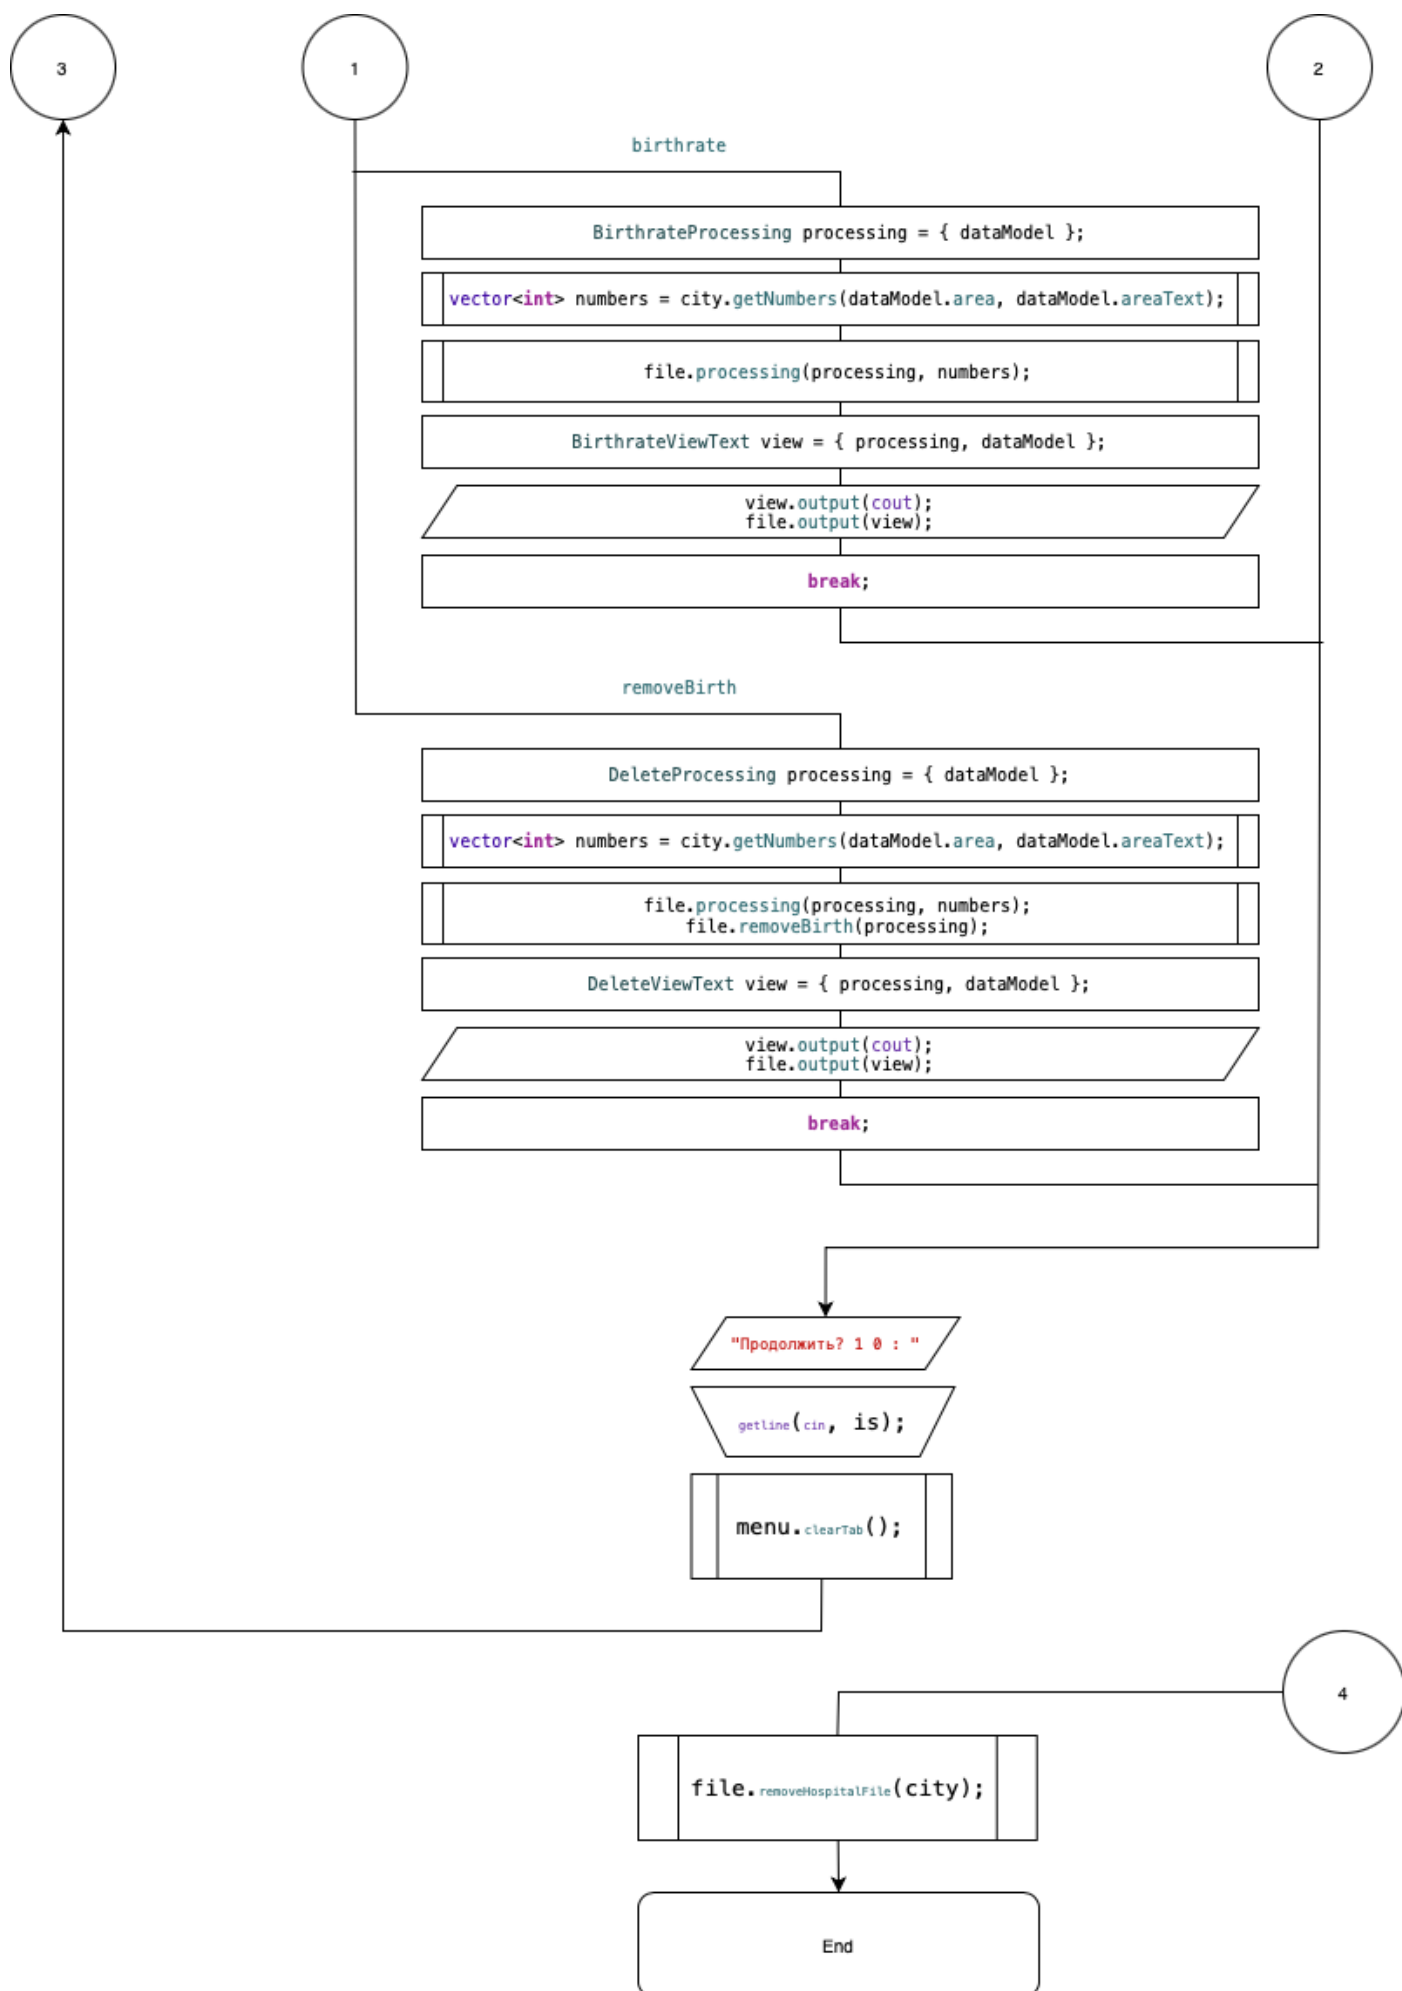 3
1
2
birthrate
BirthrateProcessing processing = { dataModel };
vector<int> numbers = city.getNumbers(dataModel.area, dataModel.areaText);
file.processing(processing, numbers);
BirthrateViewText view = { processing, dataModel };
view.output(cout);
file.output(view);
break;
removeBirth
DeleteProcessing processing = { dataModel };
vector<int> numbers = city.getNumbers(dataModel.area, dataModel.areaText);
file.processing(processing, numbers);
file.removeBirth(processing);
DeleteViewText view = { processing, dataModel };
view.output(cout);
file.output(view);
break;
"Продолжить? 1 0 : "
getline(cin, is);
menu.clearTab();
4
file.removeHospitalFile(city);
End